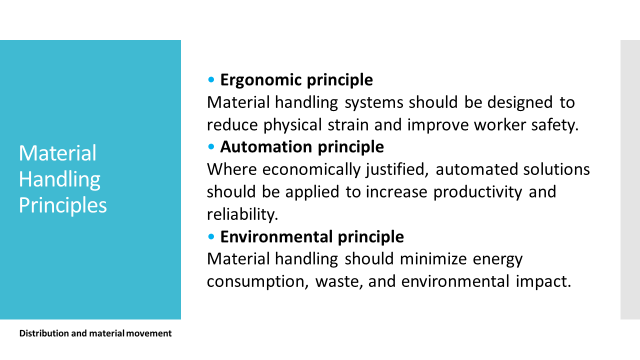 Material
Handling
Principles
• Ergonomic principle
Material handling systems should be designed to
reduce physical strain and improve worker safety.
• Automation principle
Where economically justified, automated solutions
should be applied to increase productivity and
reliability.
• Environmental principle
Material handling should minimize energy
consumption, waste, and environmental impact.
Distribution and material movement